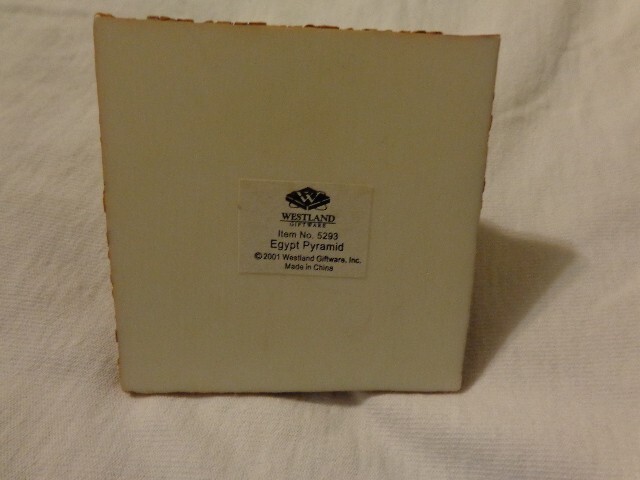 W
WESTLAND
GIFTWARE
Item No. 5293
Egypt Pyramid
©2001 Westland Giftware, Inc.
Made in China